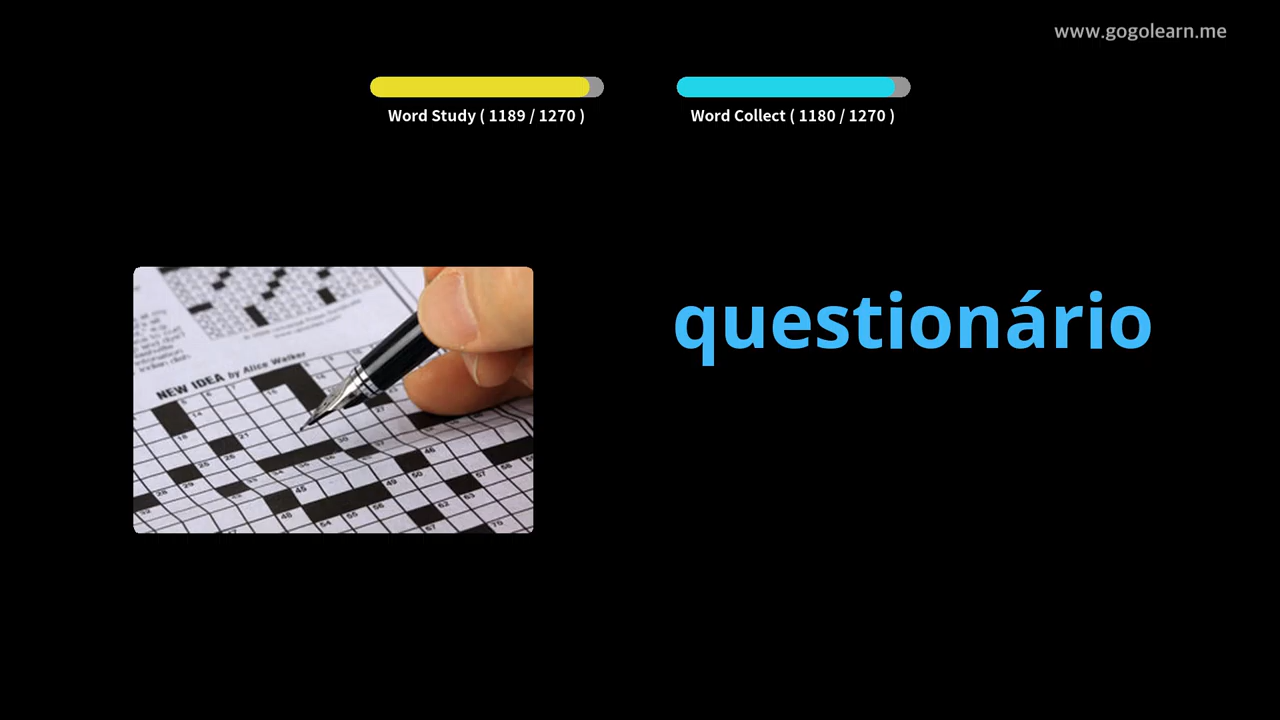 www.gogolearn.me
Word Study ( 1189 / 1270 )
Word Collect ( 1180 / 1270 )
questionário
NEW IDEA by Alice Walker